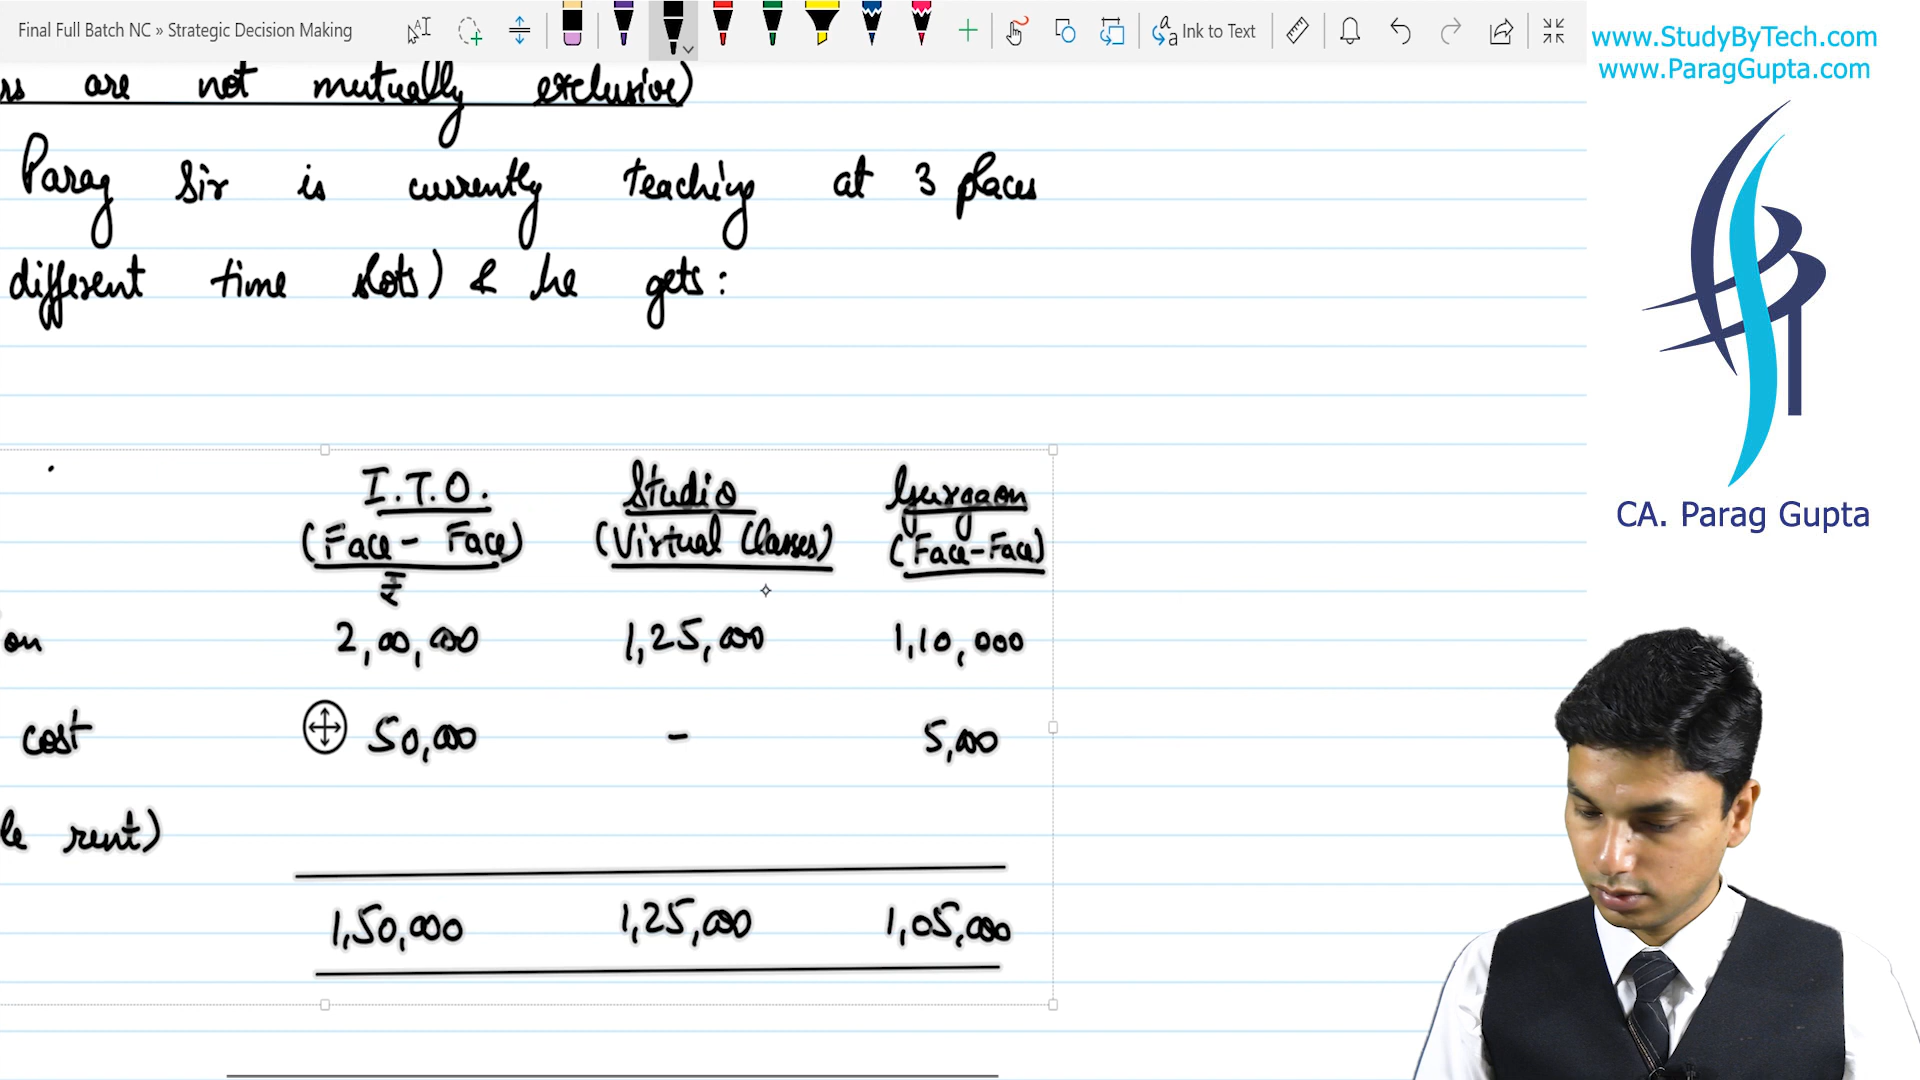 Final Full Batch NC » Strategic Decision Making
Ink to Text
www.StudyByTech.com
www.ParagGupta.com
rs are not mutually exclusive)
Parag Sir is currently teaching at 3 places
different time slots) & he gets:
CA. Parag Gupta
I.T.O. Studio Gurgaon
(Face - Face) (Virtual Classes) (Face-Face)
₹
on 2,00,000 1,25,000 1,10,000
cost 50,000 - 5,000
le rent)
1,50,000 1,25,000 1,05,000